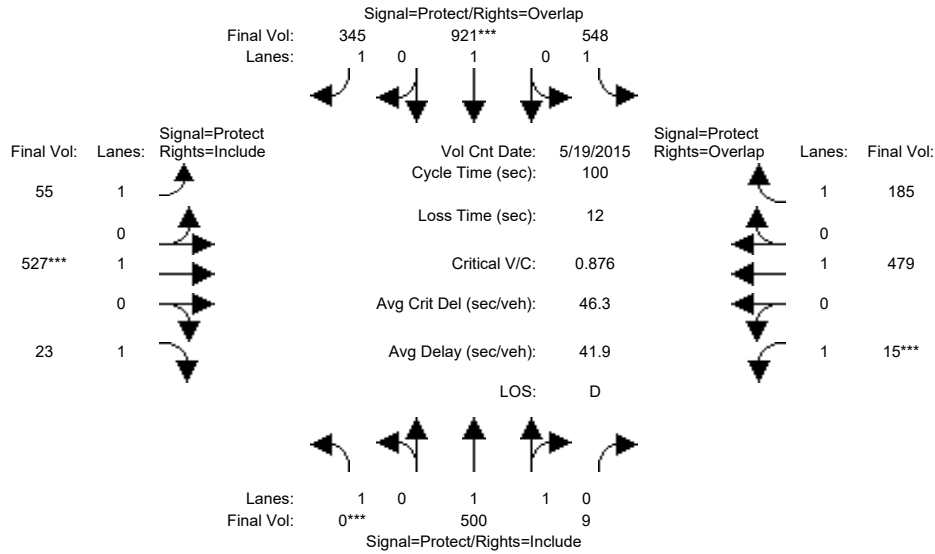 Signal=Protect/Rights=Overlap
Final Vol: 345 921*** 548
Lanes: 1 0 1 0 1
Signal=Protect
Final Vol: Lanes: Rights=Include
Vol Cnt Date: 5/19/2015
Signal=Protect
Rights=Overlap Lanes: Final Vol:
Cycle Time (sec): 100
55 1 1 185
Loss Time (sec): 12
0 0
527*** 1 Critical V/C: 0.876 1 479
0 Avg Crit Del (sec/veh): 46.3 0
23 1 Avg Delay (sec/veh): 41.9 1 15***
LOS: D
Lanes: 1 0 1 1 0
Final Vol: 0*** 500 9
Signal=Protect/Rights=Include